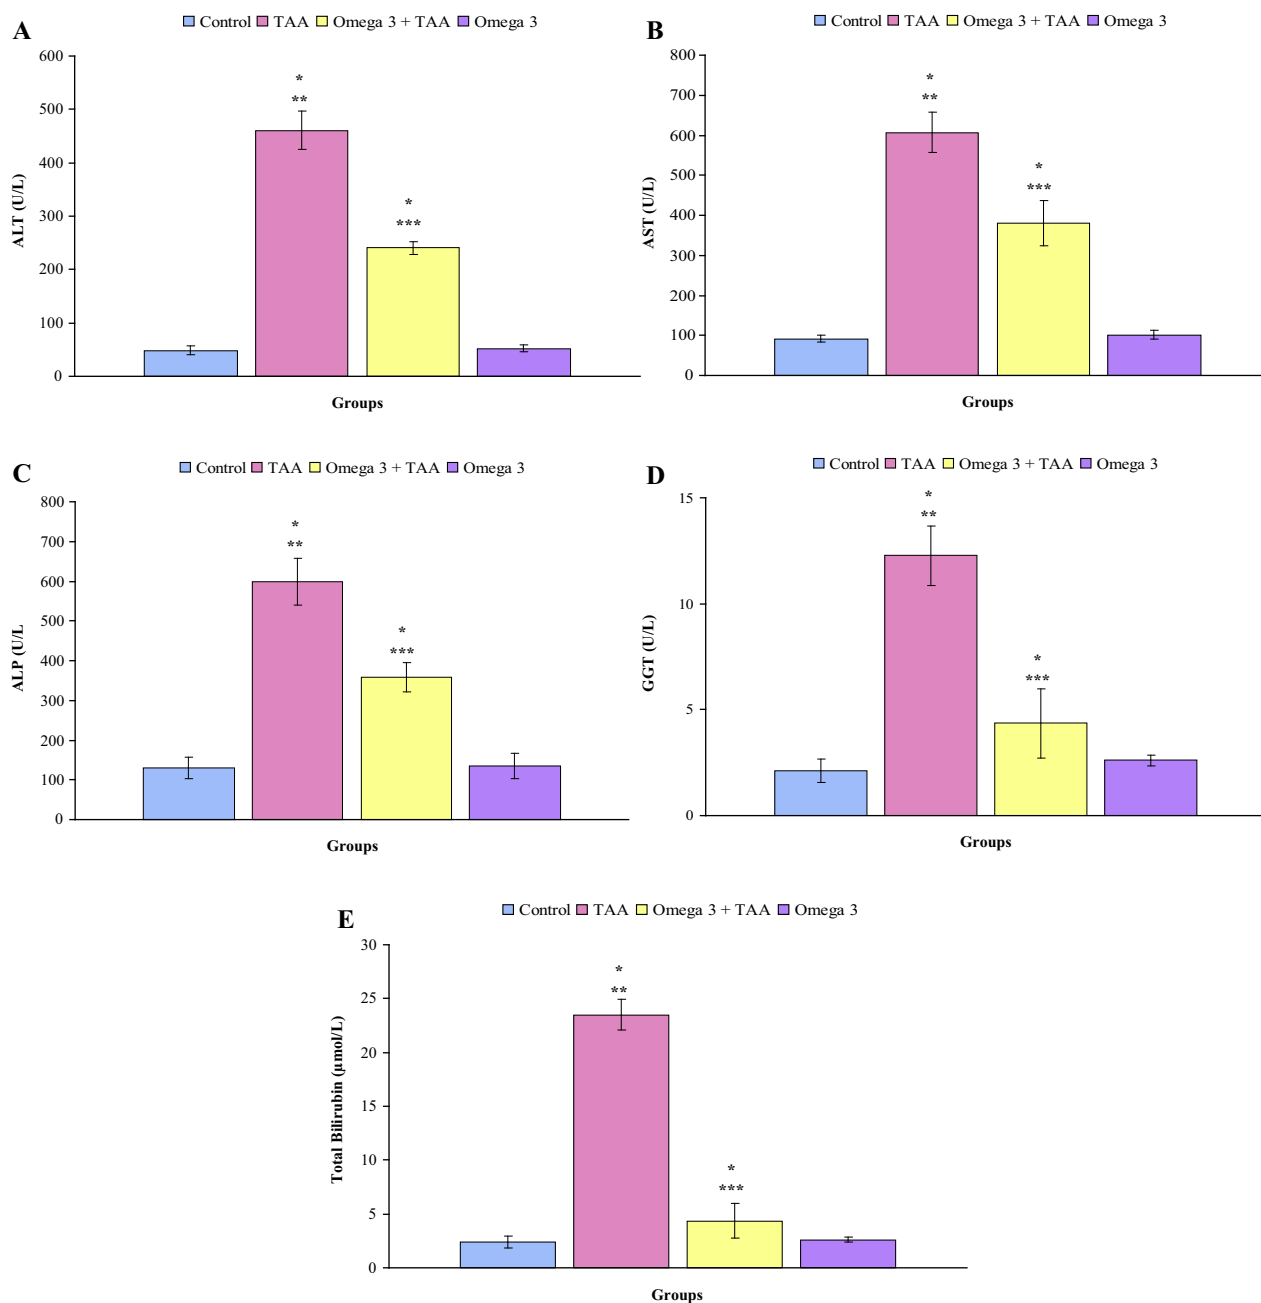 A
Control TAA Omega 3 + TAA Omega 3
600
500
400
300
200
100
0
ALT (U/L)
*
**
*
***
Groups
B
Control TAA Omega 3 + TAA Omega 3
800
700
600
500
400
300
200
100
0
AST (U/L)
*
**
*
***
Groups
C
Control TAA Omega 3 + TAA Omega 3
800
700
600
500
400
300
200
100
0
ALP (U/L
*
**
*
***
Groups
D
Control TAA Omega 3 + TAA Omega 3
15
10
5
0
GGT (U/L)
*
**
*
***
Groups
E
Control TAA Omega 3 + TAA Omega 3
30
25
20
15
10
5
0
Total Bilirubin (µmol/L)
*
**
*
***
Groups